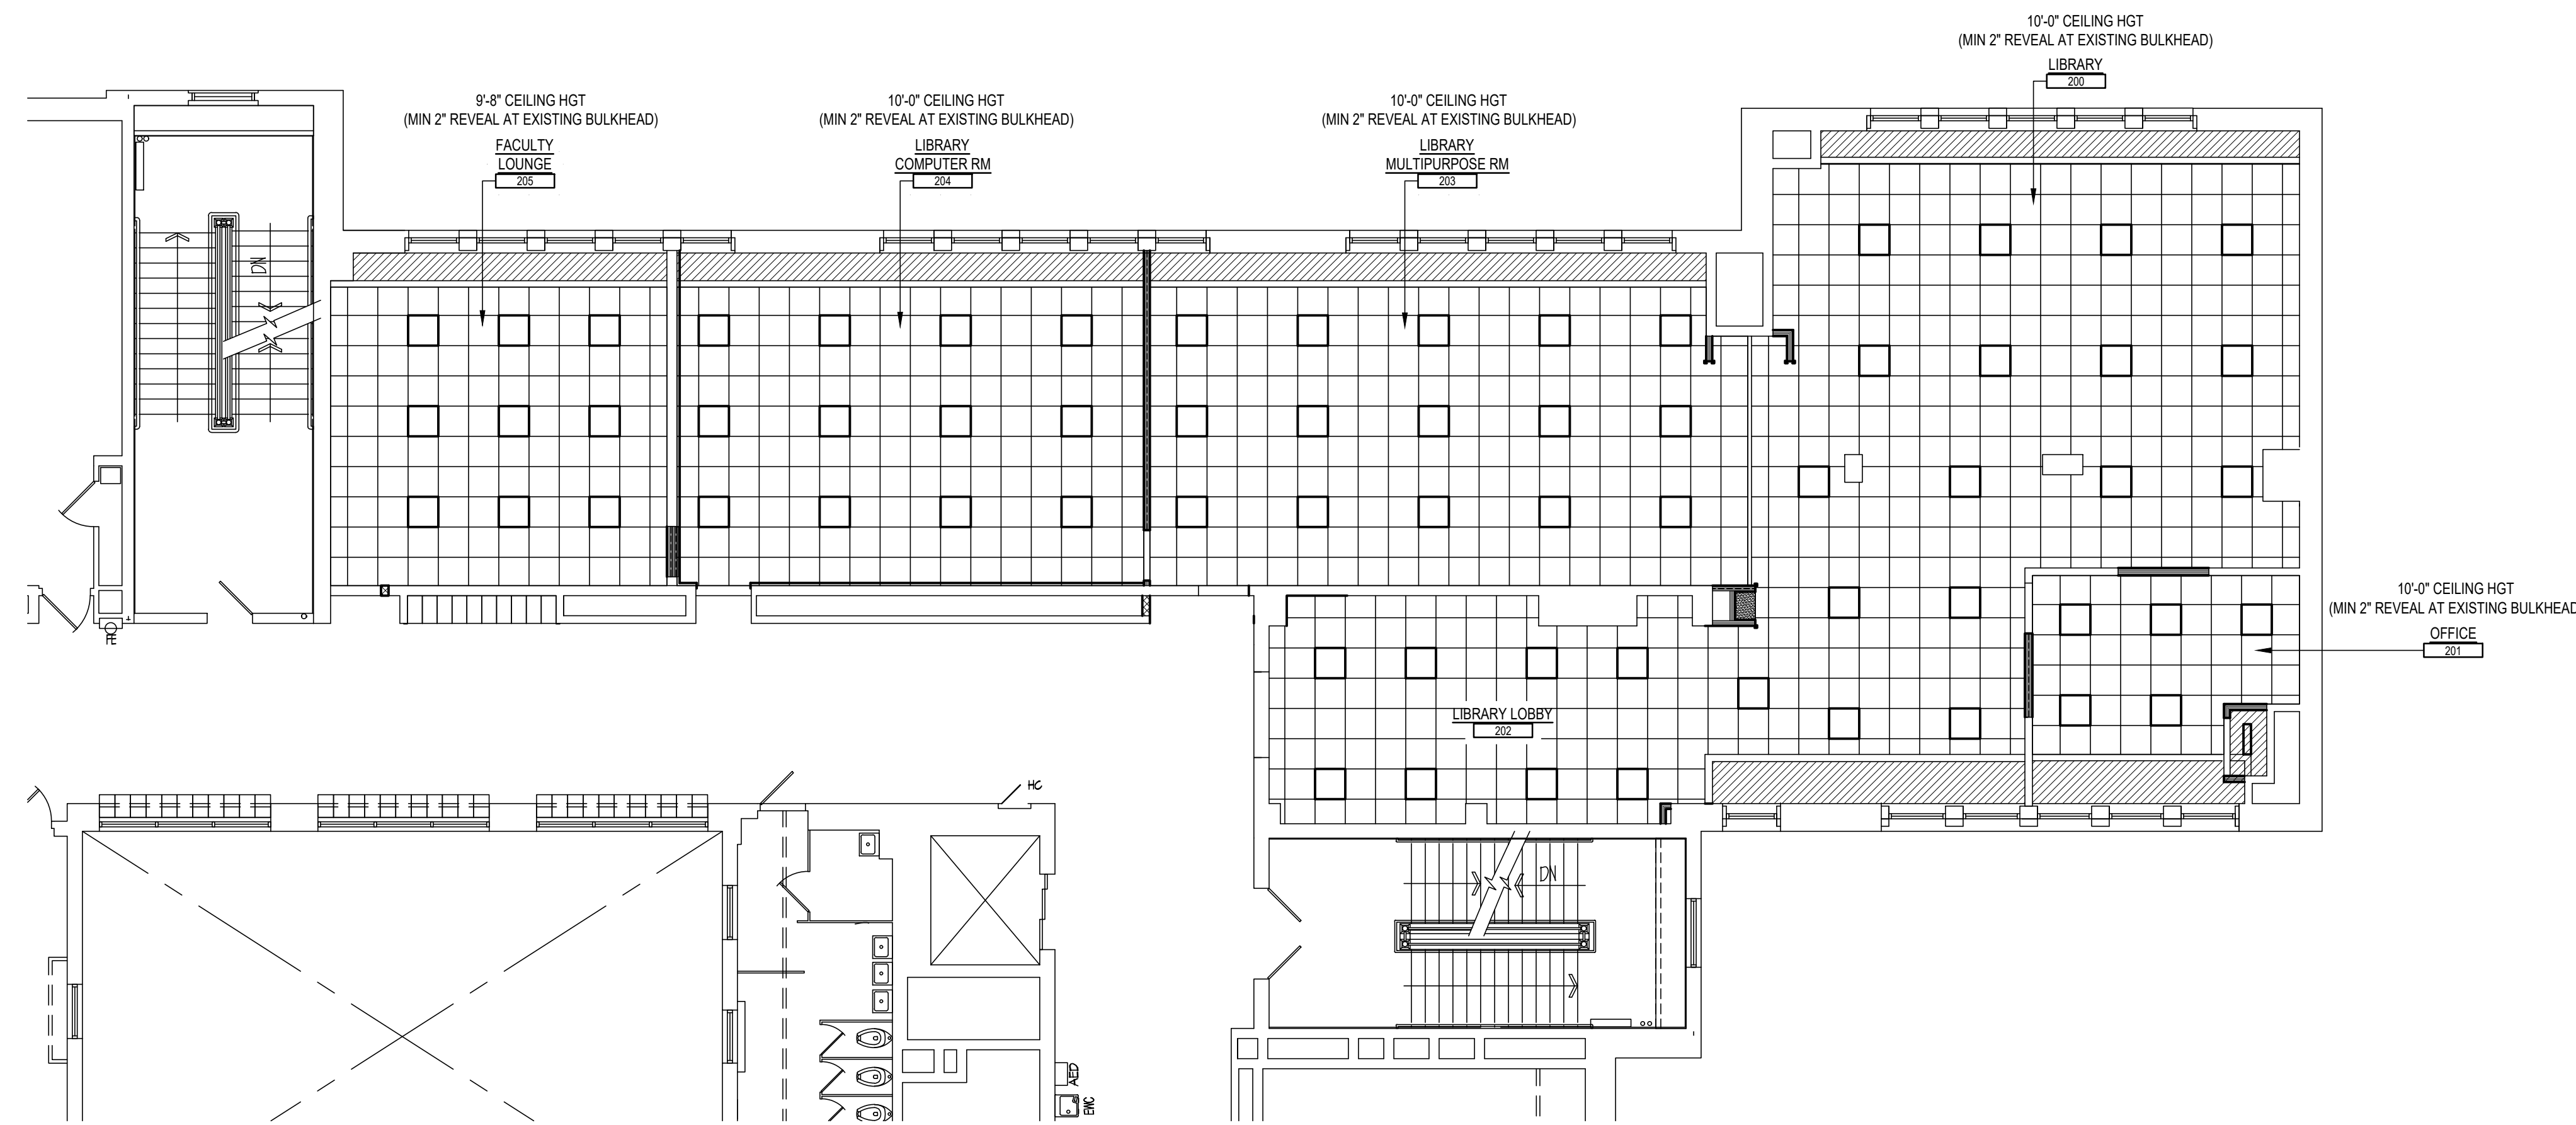 10'-0" CEILING HGT
(MIN 2" REVEAL AT EXISTING BULKHEAD)
LIBRARY
200
9'-8" CEILING HGT
(MIN 2" REVEAL AT EXISTING BULKHEAD)
FACULTY
LOUNGE
205
10'-0" CEILING HGT
(MIN 2" REVEAL AT EXISTING BULKHEAD)
LIBRARY
COMPUTER RM
204
10'-0" CEILING HGT
(MIN 2" REVEAL AT EXISTING BULKHEAD)
LIBRARY
MULTIPURPOSE RM
203
DN
10'-0" CEILING HGT
(MIN 2" REVEAL AT EXISTING BULKHEAD
OFFICE
201
FE
LIBRARY LOBBY
202
HC
DN
AED
EWC